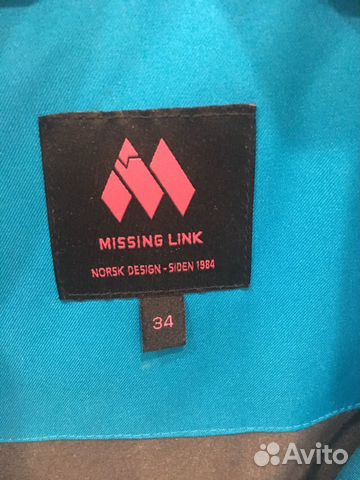 MISSING LINK
NORSK DESIGN - SIDEN 1984
34
Avito